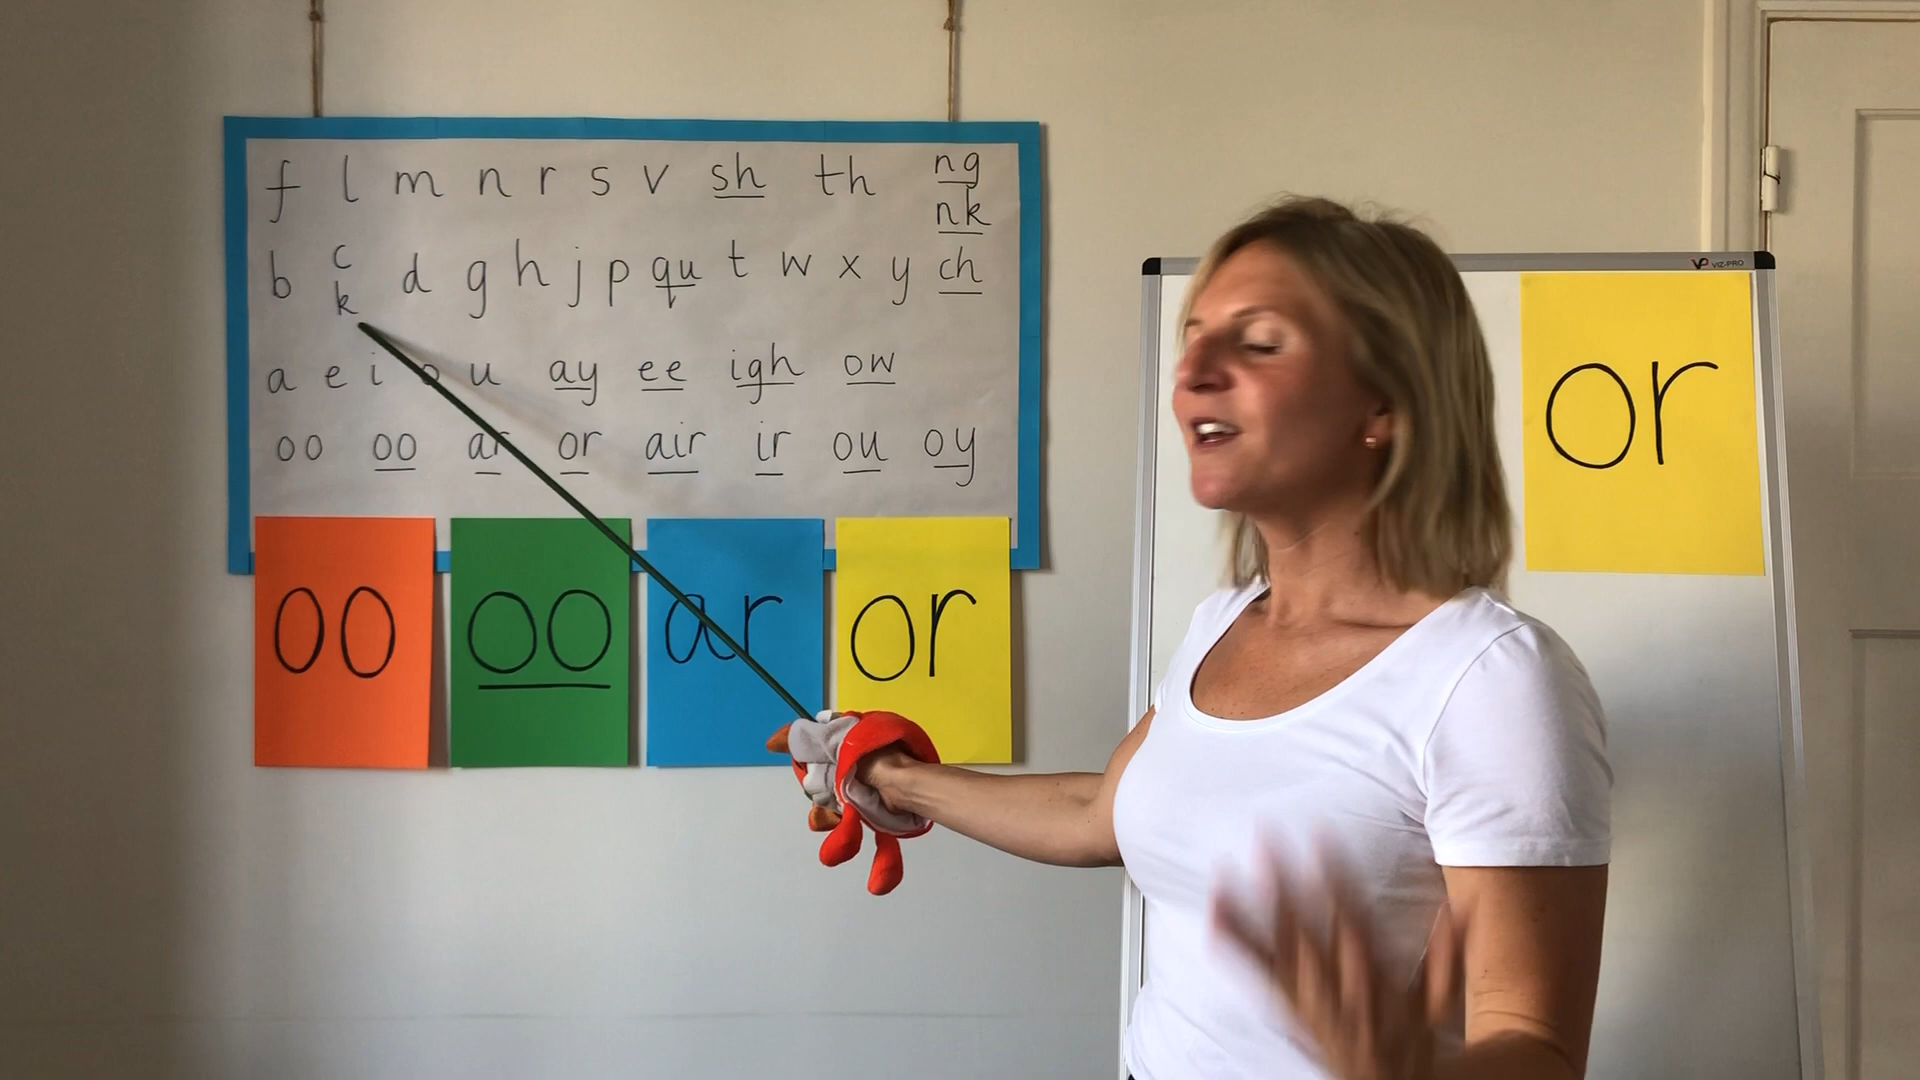 f l m n r s v sh th ng
nk
b c k d g h j p qu t w x y ch
a e i o u ay ee igh ow
oo oo ar or air ir ou oy
oo oo ar or
VIZ-PRO
or